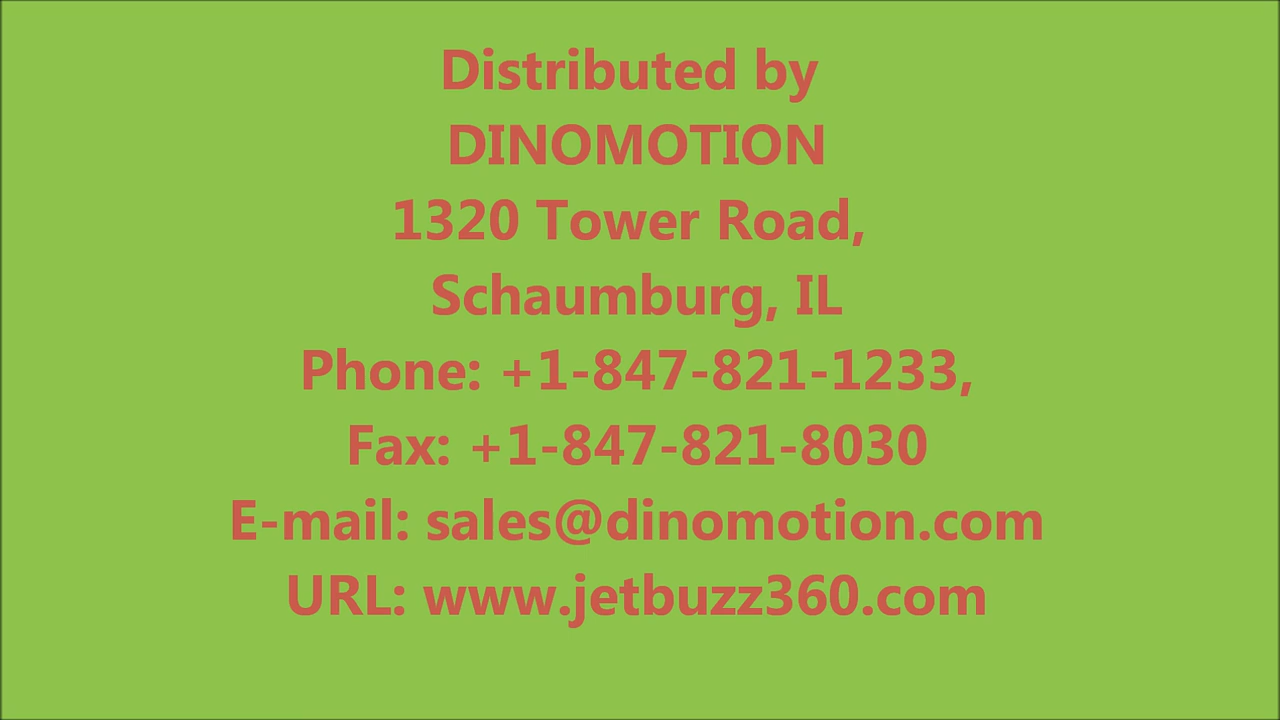 Distributed by
DINOMOTION
1320 Tower Road,
Schaumburg, IL
Phone: +1-847-821-1233,
Fax: +1-847-821-8030
E-mail: sales@dinomotion.com
URL: www.jetbuzz360.com